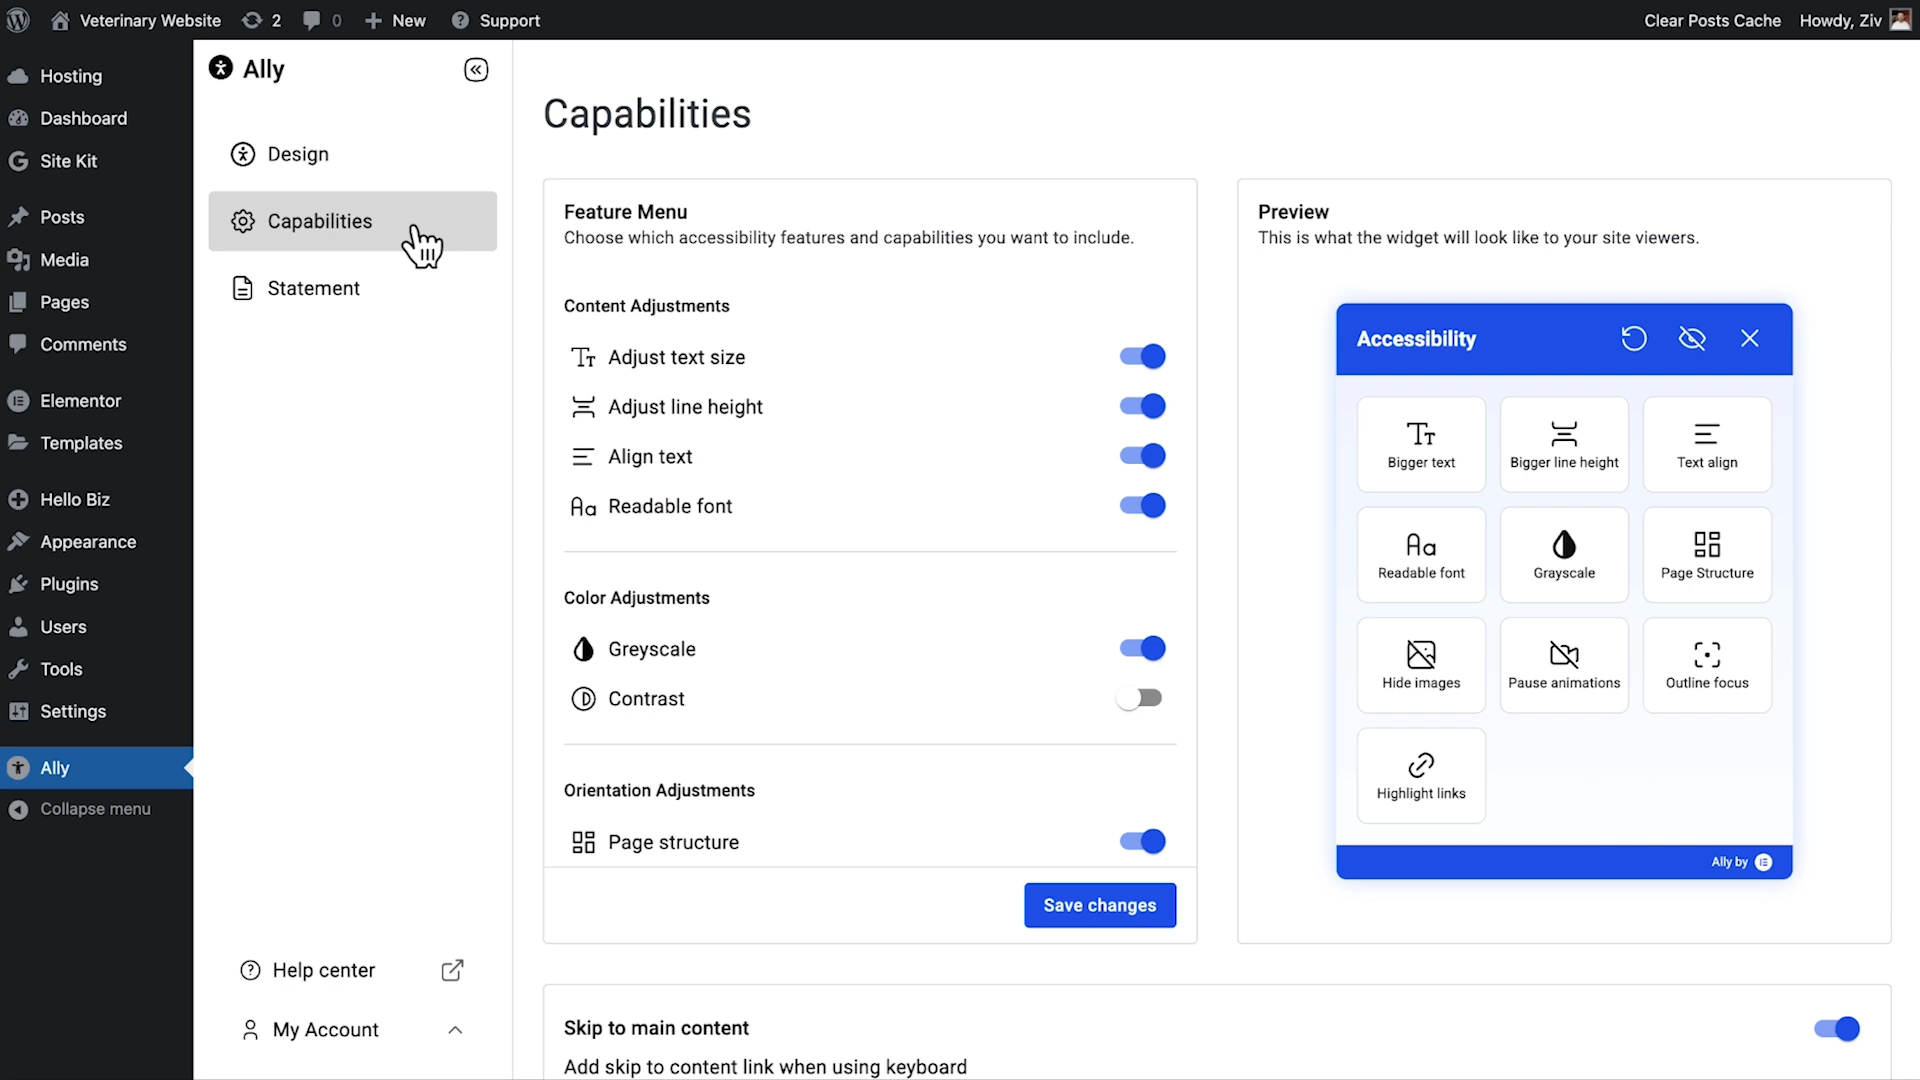 Veterinary Website
2
0
New
Support
Clear Posts Cache
Howdy, Ziv
Hosting
Dashboard
Site Kit
Posts
Media
Pages
Comments
Elementor
Templates
Hello Biz
Appearance
Plugins
Users
Tools
Settings
Ally
Collapse menu
Ally
Design
Capabilities
Statement
Help center
My Account
Capabilities
Feature Menu
Choose which accessibility features and capabilities you want to include.
Content Adjustments
Adjust text size
Adjust line height
Align text
Readable font
Color Adjustments
Greyscale
Contrast
Orientation Adjustments
Page structure
Save changes
Preview
This is what the widget will look like to your site viewers.
Accessibility
Bigger text
Bigger line height
Text align
Readable font
Grayscale
Page Structure
Hide images
Pause animations
Outline focus
Highlight links
Ally by
Skip to main content
Add skip to content link when using keyboard